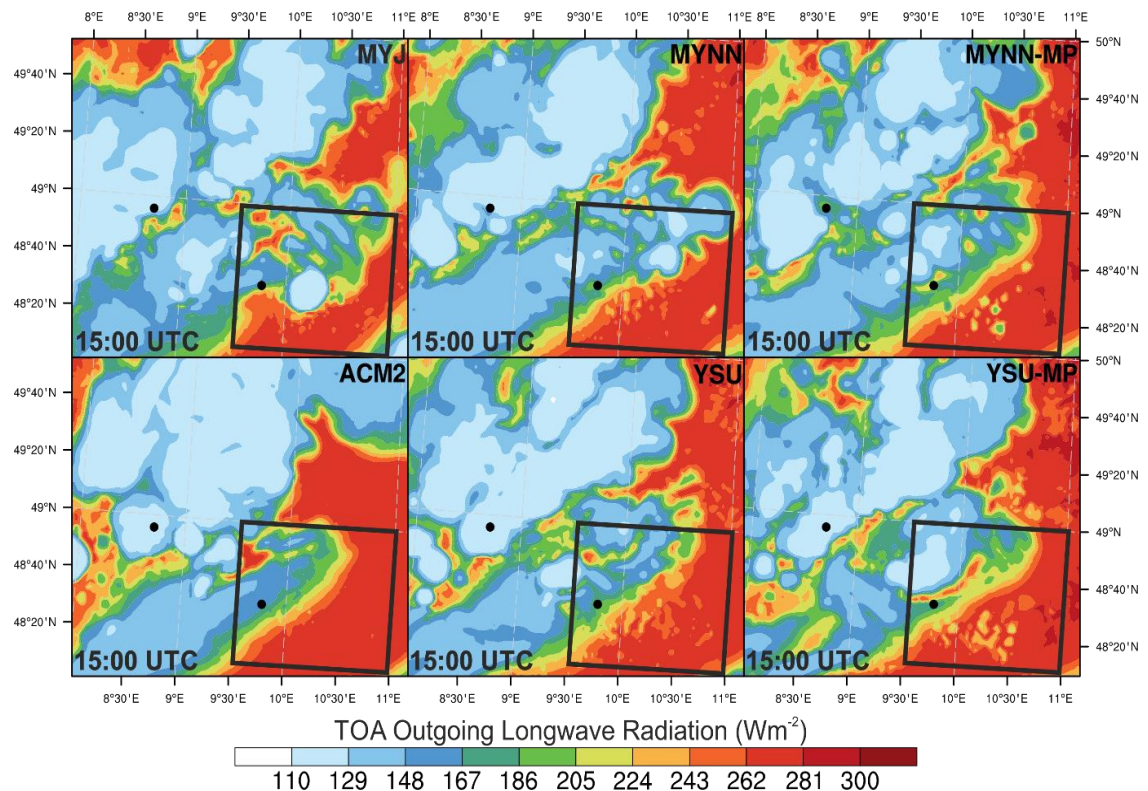 8°E 8°30'E 9°E 9°30'E 10°E 10°30'E 11°E 8°E 8°30'E 9°E 9°30'E 10°E 10°30'E 11°E 8°E 8°30'E 9°E 9°30'E 10°E 10°30'E 11°E
MYJ MYNN MYNN-MP 50°N
49°40'N 49°40'N
49°20'N 49°20'N
49°N 49°N
48°40'N 48°40'N
48°20'N 48°20'N
15:00 UTC 15:00 UTC 15:00 UTC
ACM2 YSU YSU-MP 50°N
49°40'N 49°40'N
49°20'N 49°20'N
49°N 49°N
48°40'N 48°40'N
48°20'N 48°20'N
15:00 UTC 15:00 UTC 15:00 UTC
8°30'E 9°E 9°30'E 10°E 10°30'E 11°E 8°30'E 9°E 9°30'E 10°E 10°30'E 11°E 8°30'E 9°E 9°30'E 10°E 10°30'E 11°E
TOA Outgoing Longwave Radiation (Wm⁻²)
110 129 148 167 186 205 224 243 262 281 300